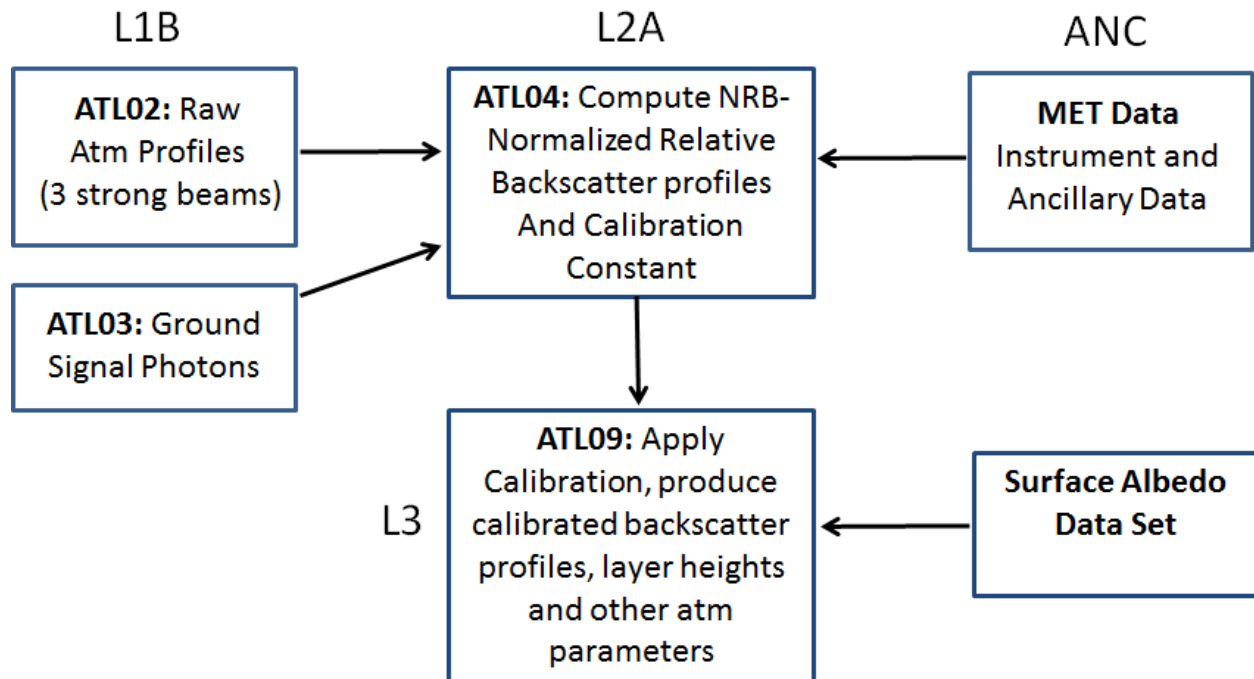 L1B
L2A
ANC
ATL02: Raw
Atm Profiles
(3 strong beams)
ATL04: Compute NRB-
Normalized Relative
Backscatter profiles
And Calibration
Constant
MET Data
Instrument and
Ancillary Data
ATL03: Ground
Signal Photons
L3
ATL09: Apply
Calibration, produce
calibrated backscatter
profiles, layer heights
and other atm
parameters
Surface Albedo
Data Set